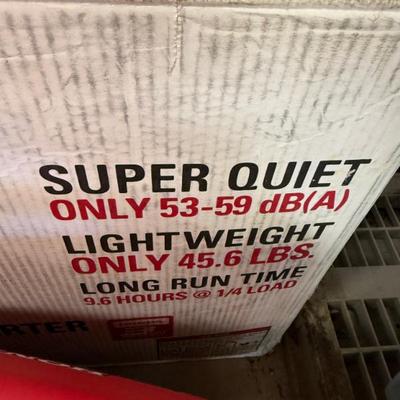 SUPER QUIET
ONLY 53-59 dB(A)
LIGHTWEIGHT
ONLY 45.6 LBS.
LONG RUN TIME
9.6 HOURS @ 1/4 LOAD
RTER